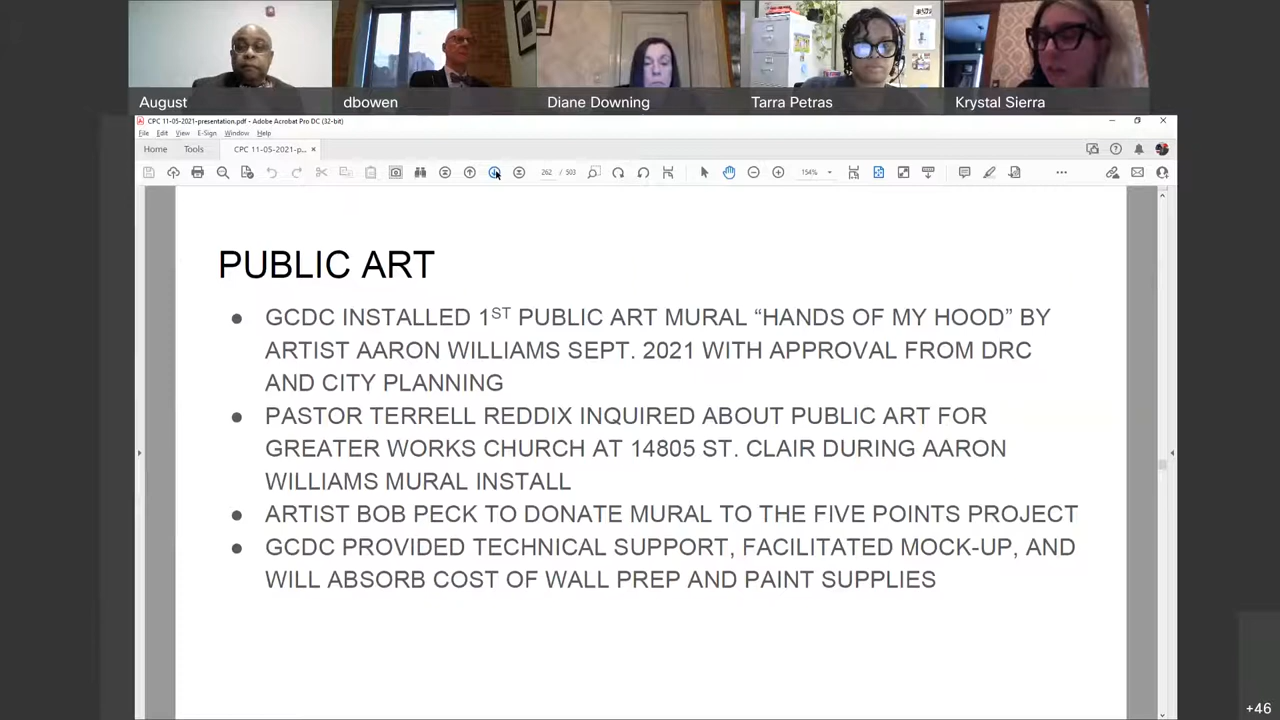 August
dbowen
Diane Downing
Tarra Petras
Krystal Sierra
CPC 11-05-2021-presentation.pdf - Adobe Acrobat Pro DC (32-bit)
File Edit View E-Sign Window Help
Home Tools CPC 11-05-2021-p... ×
262 / 503 154%
PUBLIC ART
● GCDC INSTALLED 1ST PUBLIC ART MURAL “HANDS OF MY HOOD” BY
ARTIST AARON WILLIAMS SEPT. 2021 WITH APPROVAL FROM DRC
AND CITY PLANNING
● PASTOR TERRELL REDDIX INQUIRED ABOUT PUBLIC ART FOR
GREATER WORKS CHURCH AT 14805 ST. CLAIR DURING AARON
WILLIAMS MURAL INSTALL
● ARTIST BOB PECK TO DONATE MURAL TO THE FIVE POINTS PROJECT
● GCDC PROVIDED TECHNICAL SUPPORT, FACILITATED MOCK-UP, AND
WILL ABSORB COST OF WALL PREP AND PAINT SUPPLIES
+46